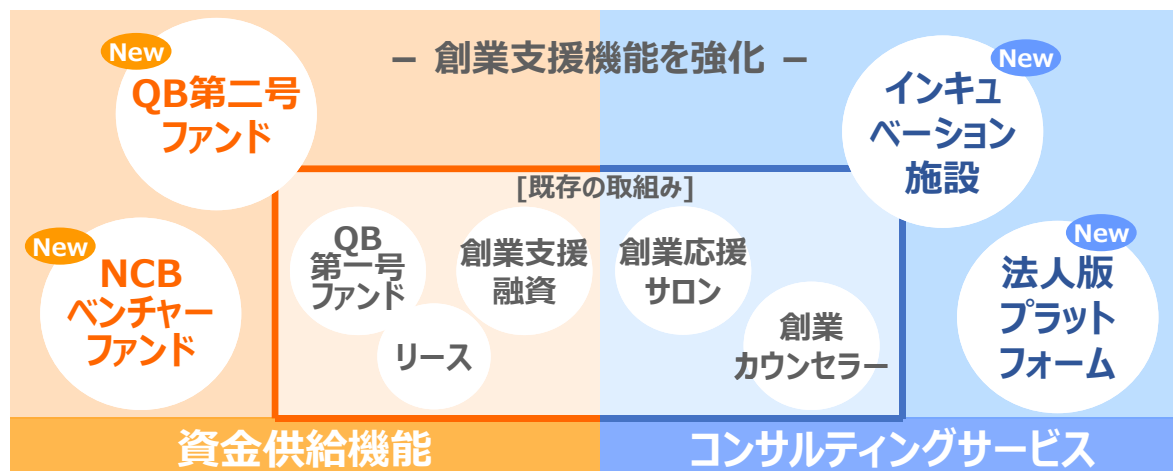 － 創業支援機能を強化 －
New
QB第二号
ファンド
New
NCB
ベンチャー
ファンド
[既存の取組み]
QB
第一号
ファンド
創業支援
融資
リース
創業応援
サロン
創業
カウンセラー
New
インキュ
ベーション
施設
New
法人版
プラット
フォーム
資金供給機能
コンサルティングサービス